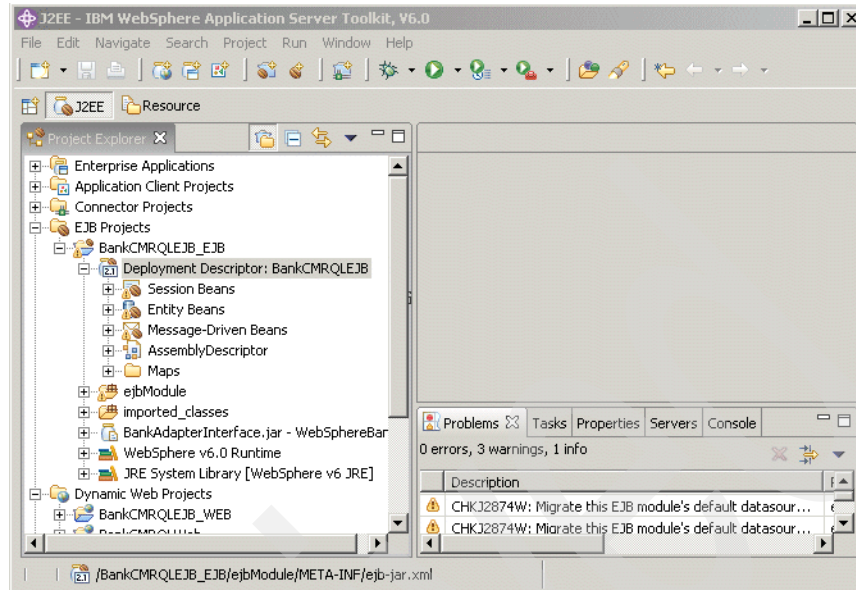 J2EE - IBM WebSphere Application Server Toolkit, V6.0
File Edit Navigate Search Project Run Window Help
J2EE Resource
Project Explorer
Enterprise Applications
Application Client Projects
Connector Projects
EJB Projects
BankCMRQLEJB_EJB
2.1 Deployment Descriptor: BankCMRQLEJB
Session Beans
Entity Beans
Message-Driven Beans
AssemblyDescriptor
Maps
ejbModule
imported_classes
BankAdapterInterface.jar - WebSphereBar
WebSphere v6.0 Runtime
JRE System Library [WebSphere v6 JRE]
Dynamic Web Projects
BankCMRQLEJB_WEB
Problems Tasks Properties Servers Console
0 errors, 3 warnings, 1 info
Description
CHKJ2874W: Migrate this EJB module's default datasour...
CHKJ2874W: Migrate this EJB module's default datasour...
2.1 /BankCMRQLEJB_EJB/ejbModule/META-INF/ejb-jar.xml